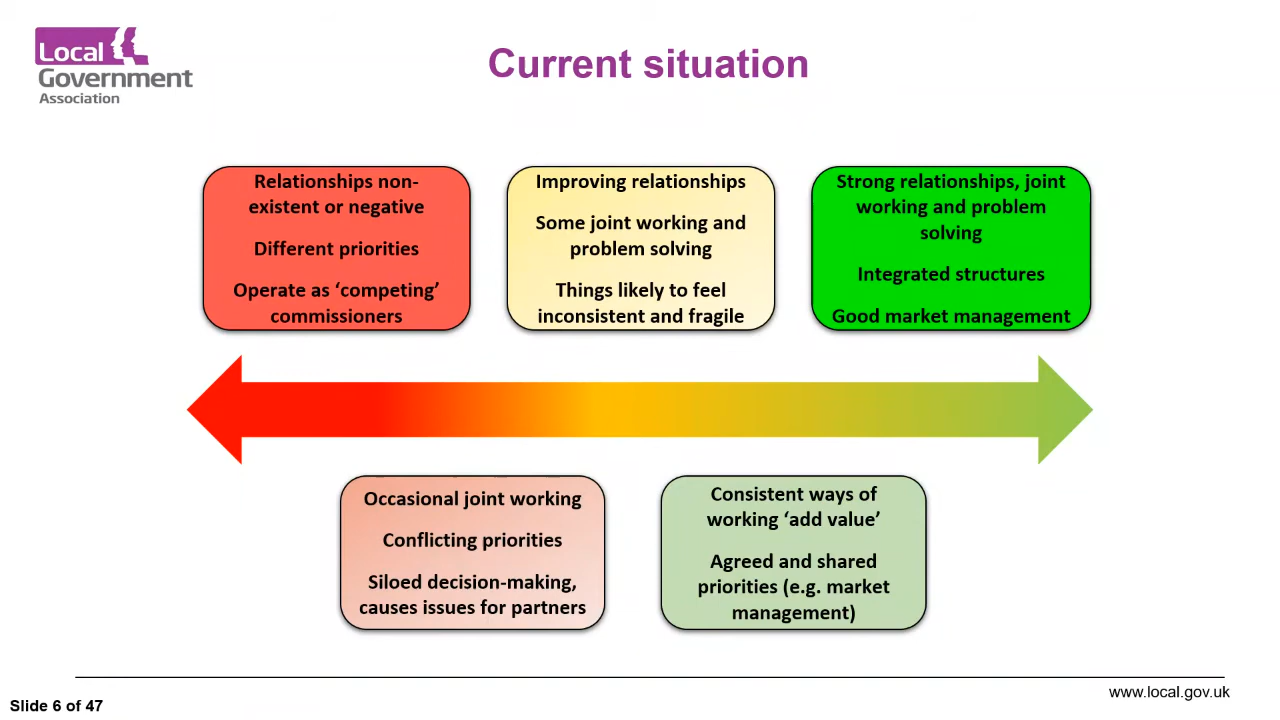 Local
Government
Association
Current situation
Relationships non-
existent or negative
Different priorities
Operate as ‘competing’
commissioners
Improving relationships
Some joint working and
problem solving
Things likely to feel
inconsistent and fragile
Strong relationships, joint
working and problem
solving
Integrated structures
Good market management
Occasional joint working
Conflicting priorities
Siloed decision-making,
causes issues for partners
Consistent ways of
working ‘add value’
Agreed and shared
priorities (e.g. market
management)
www.local.gov.uk
Slide 6 of 47